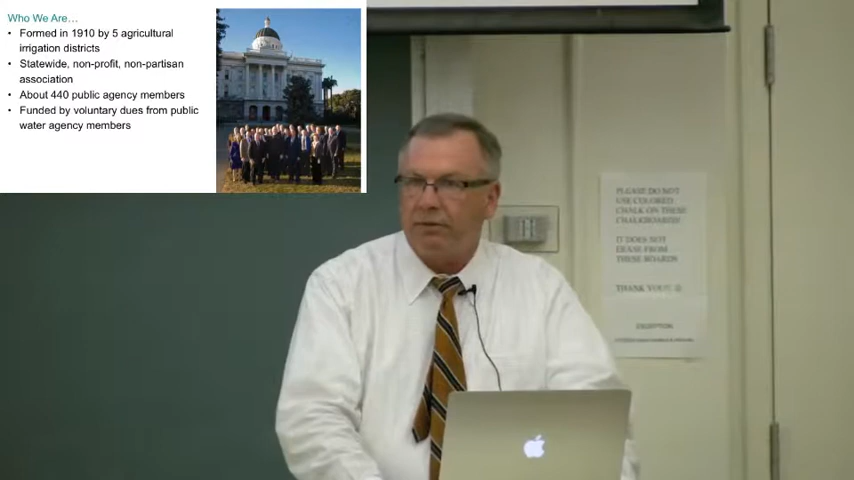 Who We Are…
• Formed in 1910 by 5 agricultural
irrigation districts
• Statewide, non-profit, non-partisan
association
• About 440 public agency members
• Funded by voluntary dues from public
water agency members
PLEASE DO NOT
USE COLORED
CHALK ON THESE
CHALKBOARDS!
IT DOES NOT
ERASE FROM
THESE BOARDS
THANK YOU!!